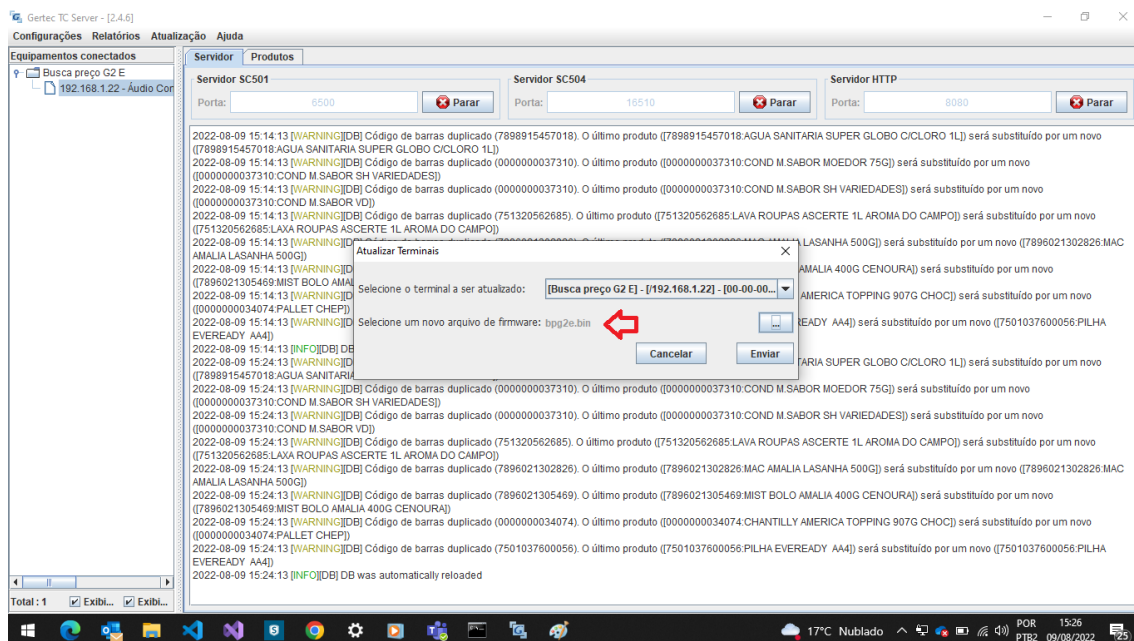 Gertec TC Server - [2.4.6]
Configurações Relatórios Atualização Ajuda
Equipamentos conectados
Busca preço G2 E
192.168.1.22 - Áudio Con
Total : 1
Exibi...
Exibi...
Servidor
Produtos
Servidor SC501
Porta:
6500
Parar
Servidor SC504
Porta:
16510
Parar
Servidor HTTP
Porta:
8080
Parar
2022-08-09 15:14:13 [WARNING][DB] Código de barras duplicado (7898915457018). O último produto ([7898915457018:AGUA SANITARIA SUPER GLOBO C/CLORO 1L]) será substituído por um novo
([7898915457018:AGUA SANITARIA SUPER GLOBO C/CLORO 1L])
2022-08-09 15:14:13 [WARNING][DB] Código de barras duplicado (0000000037310). O último produto ([0000000037310:COND M.SABOR MOEDOR 75G]) será substituído por um novo
([0000000037310:COND M.SABOR SH VARIEDADES])
2022-08-09 15:14:13 [WARNING][DB] Código de barras duplicado (0000000037310). O último produto ([0000000037310:COND M.SABOR SH VARIEDADES]) será substituído por um novo
([0000000037310:COND M.SABOR VD])
2022-08-09 15:14:13 [WARNING][DB] Código de barras duplicado (751320562685). O último produto ([751320562685:LAVA ROUPAS ASCERTE 1L AROMA DO CAMPO]) será substituído por um novo
([751320562685:LAXA ROUPAS ASCERTE 1L AROMA DO CAMPO])
2022-08-09 15:14:13 [WARNING][D LASANHA 500G]) será substituído por um novo ([7896021302826:MAC
AMALIA LASANHA 500G])
2022-08-09 15:14:13 [WARNING][D AMALIA 400G CENOURA]) será substituído por um novo
([7896021305469:MIST BOLO AMAL
2022-08-09 15:14:13 [WARNING][D AMERICA TOPPING 907G CHOC]) será substituído por um novo
([0000000034074:PALLET CHEP])
2022-08-09 15:14:13 [WARNING][D READY AA4]) será substituído por um novo ([7501037600056:PILHA
EVEREADY AA4])
2022-08-09 15:14:13 [INFO][DB] DB
2022-08-09 15:24:13 [WARNING][D TARIA SUPER GLOBO C/CLORO 1L]) será substituído por um novo
([7898915457018:AGUA SANITARIA
2022-08-09 15:24:13 [WARNING][DB] Código de barras duplicado (0000000037310). O último produto ([0000000037310:COND M.SABOR MOEDOR 75G]) será substituído por um novo
([0000000037310:COND M.SABOR SH VARIEDADES])
2022-08-09 15:24:13 [WARNING][DB] Código de barras duplicado (0000000037310). O último produto ([0000000037310:COND M.SABOR SH VARIEDADES]) será substituído por um novo
([0000000037310:COND M.SABOR VD])
2022-08-09 15:24:13 [WARNING][DB] Código de barras duplicado (751320562685). O último produto ([751320562685:LAVA ROUPAS ASCERTE 1L AROMA DO CAMPO]) será substituído por um novo
([751320562685:LAXA ROUPAS ASCERTE 1L AROMA DO CAMPO])
2022-08-09 15:24:13 [WARNING][DB] Código de barras duplicado (7896021302826). O último produto ([7896021302826:MAC AMALIA LASANHA 500G]) será substituído por um novo ([7896021302826:MAC
AMALIA LASANHA 500G])
2022-08-09 15:24:13 [WARNING][DB] Código de barras duplicado (7896021305469). O último produto ([7896021305469:MIST BOLO AMALIA 400G CENOURA]) será substituído por um novo
([7896021305469:MIST BOLO AMALIA 400G CENOURA])
2022-08-09 15:24:13 [WARNING][DB] Código de barras duplicado (0000000034074). O último produto ([0000000034074:CHANTILLY AMERICA TOPPING 907G CHOC]) será substituído por um novo
([0000000034074:PALLET CHEP])
2022-08-09 15:24:13 [WARNING][DB] Código de barras duplicado (7501037600056). O último produto ([7501037600056:PILHA EVEREADY AA4]) será substituído por um novo ([7501037600056:PILHA
EVEREADY AA4])
2022-08-09 15:24:13 [INFO][DB] DB was automatically reloaded
Atualizar Terminais
Selecione o terminal a ser atualizado:
[Busca preço G2 E] - [/192.168.1.22] - [00-00-00...
Selecione um novo arquivo de firmware: bpg2e.bin
...
Cancelar
Enviar
17°C Nublado
POR
PTB2
15:26
09/08/2022
25